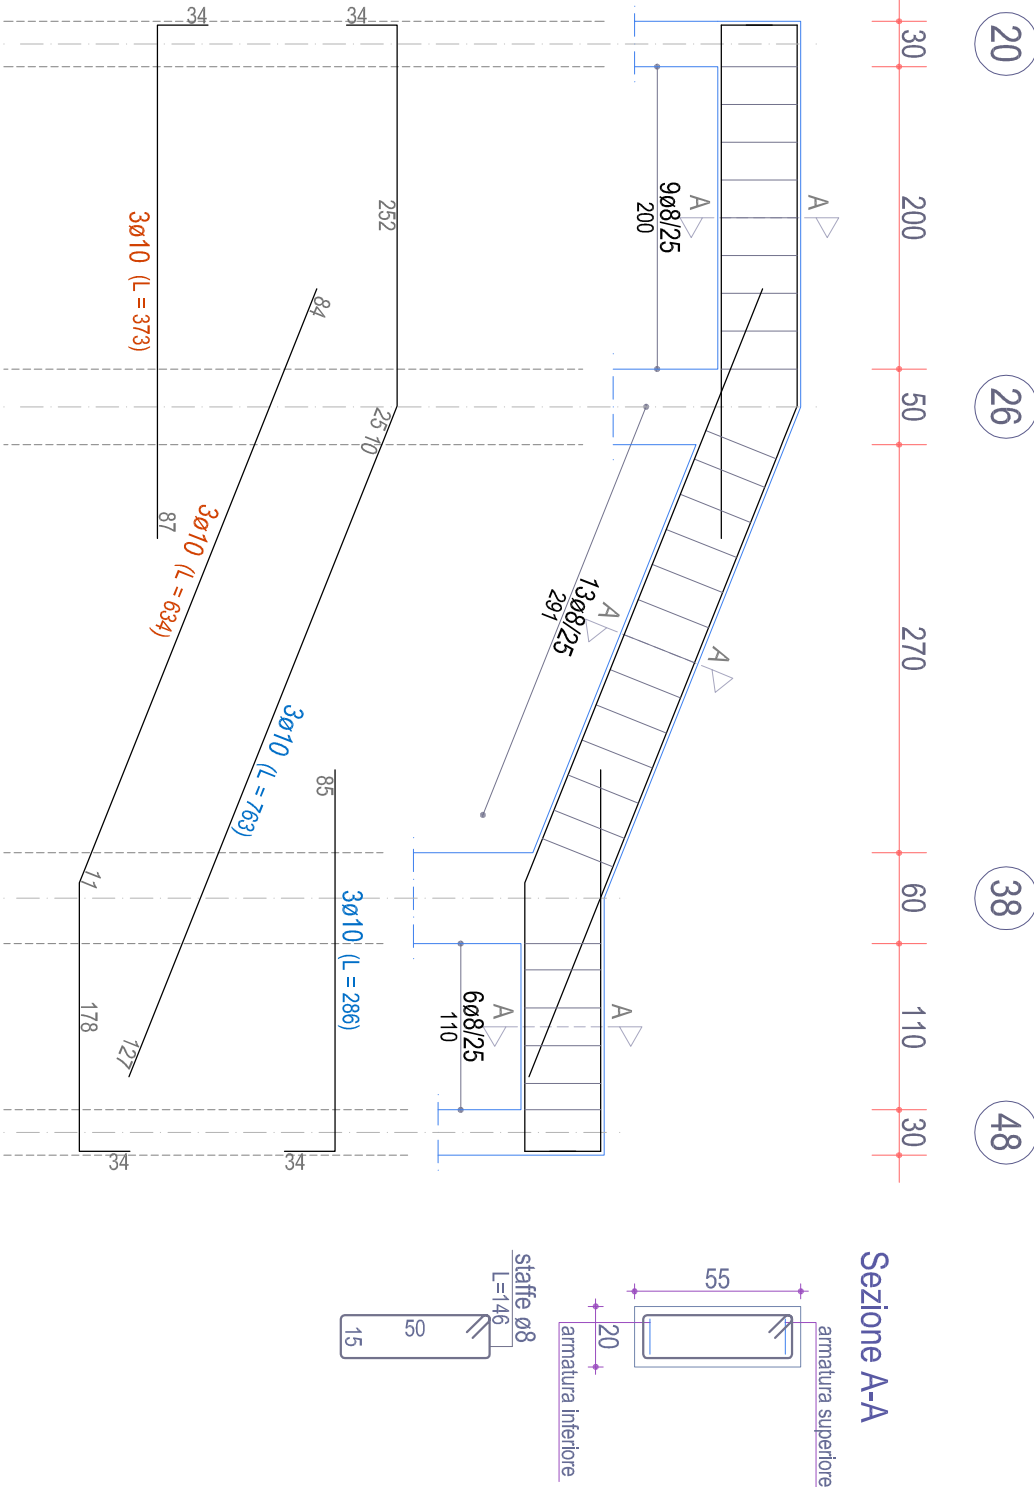 20
26
38
48
30
200
50
270
60
110
30
A
A
9ø8/25
200
A
A
13ø8/25
291
A
A
6ø8/25
110
34
252
25
10
3ø10 (L = 763)
127
85
3ø10 (L = 286)
34
34
3ø10 (L = 373)
87
84
3ø10 (L = 634)
11
178
34
Sezione A-A
armatura superiore
55
20
armatura inferiore
staffe ø8
L=146
50
15